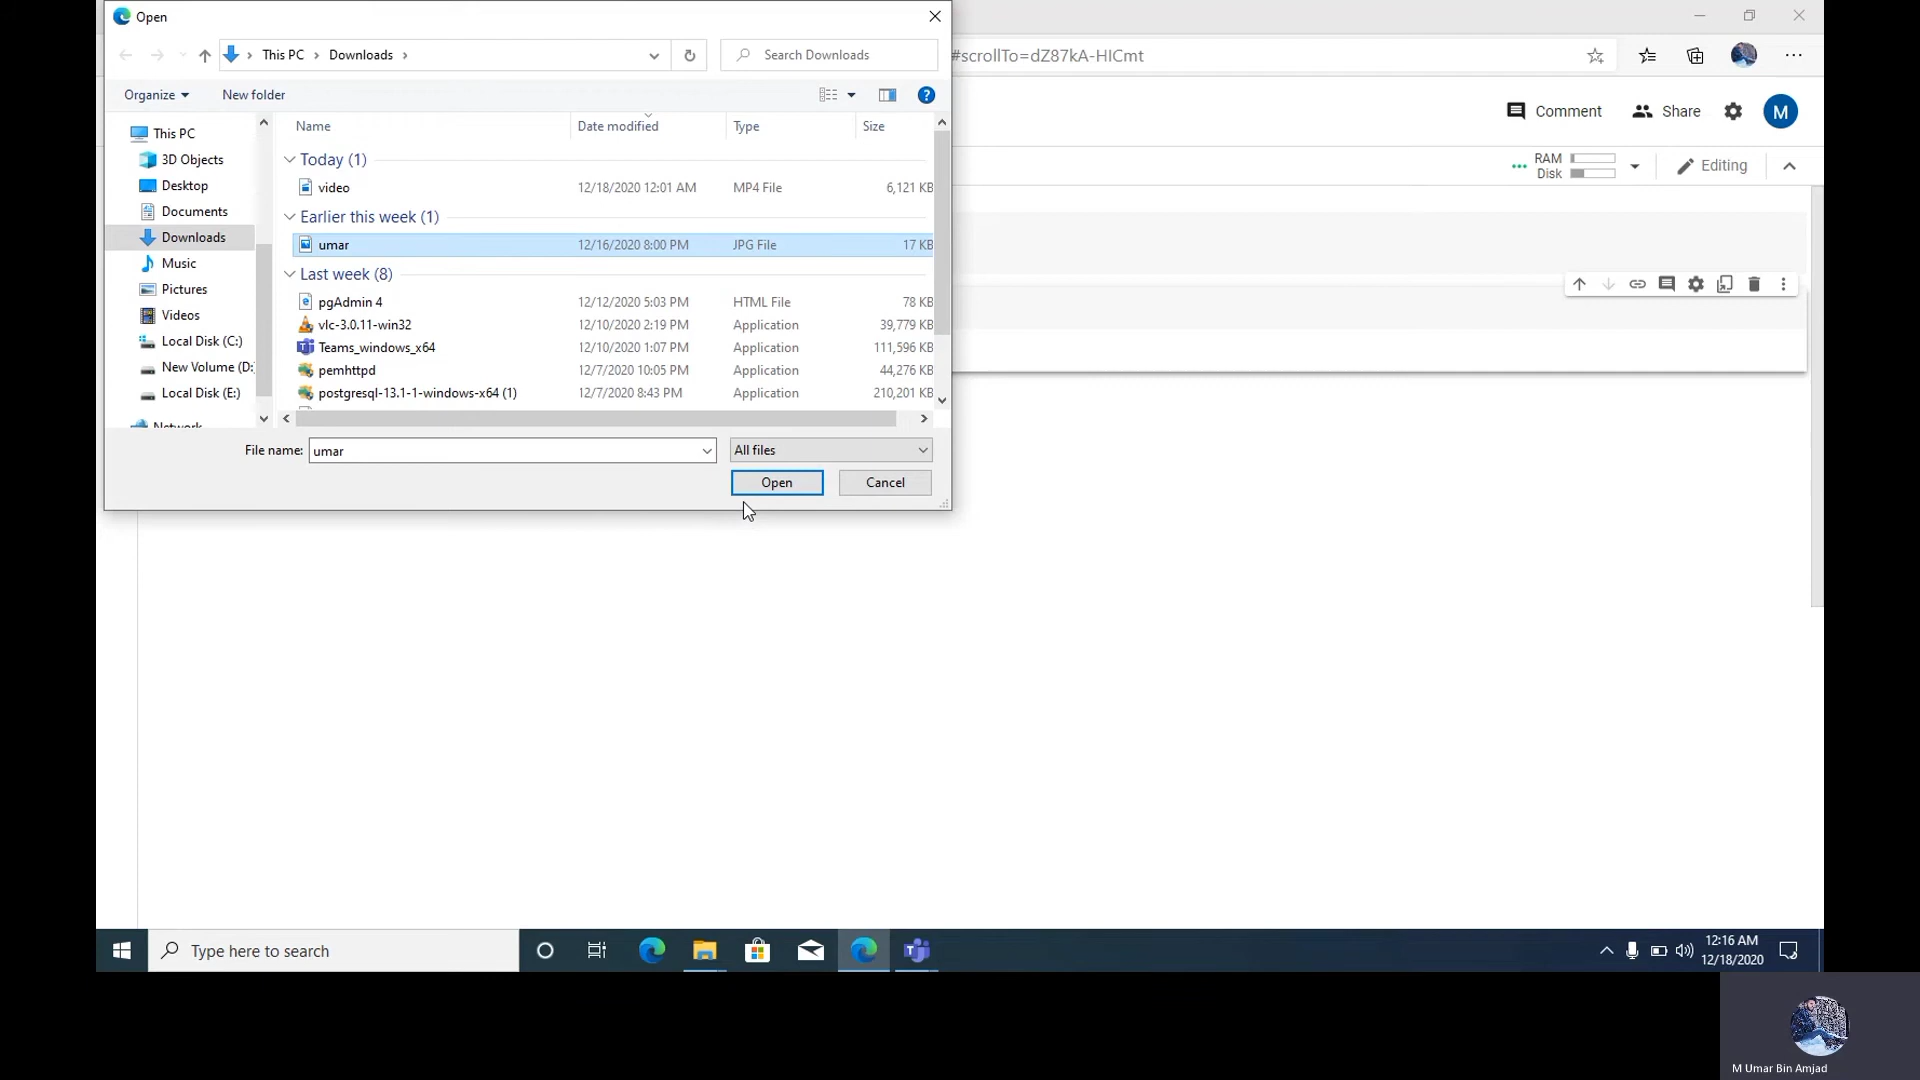 Open
This PC > Downloads >
Search Downloads
#scrollTo=dZ87kA-HICmt
Organize
New folder
Comment
Share
M
RAM
Disk
Editing
This PC
3D Objects
Desktop
Documents
Downloads
Music
Pictures
Videos
Local Disk (C:)
New Volume (D:
Local Disk (E:)
Network
Name Date modified Type Size
Today (1)
video 12/18/2020 12:01 AM MP4 File 6,121 KB
Earlier this week (1)
umar 12/16/2020 8:00 PM JPG File 17 KB
Last week (8)
pgAdmin 4 12/12/2020 5:03 PM HTML File 78 KB
vlc-3.0.11-win32 12/10/2020 2:19 PM Application 39,779 KB
Teams_windows_x64 12/10/2020 1:07 PM Application 111,596 KB
pemhttpd 12/7/2020 10:05 PM Application 44,276 KB
postgresql-13.1-1-windows-x64 (1) 12/7/2020 8:43 PM Application 210,201 KB
File name: umar All files
Open Cancel
Type here to search
12:16 AM
12/18/2020
M Umar Bin Amjad